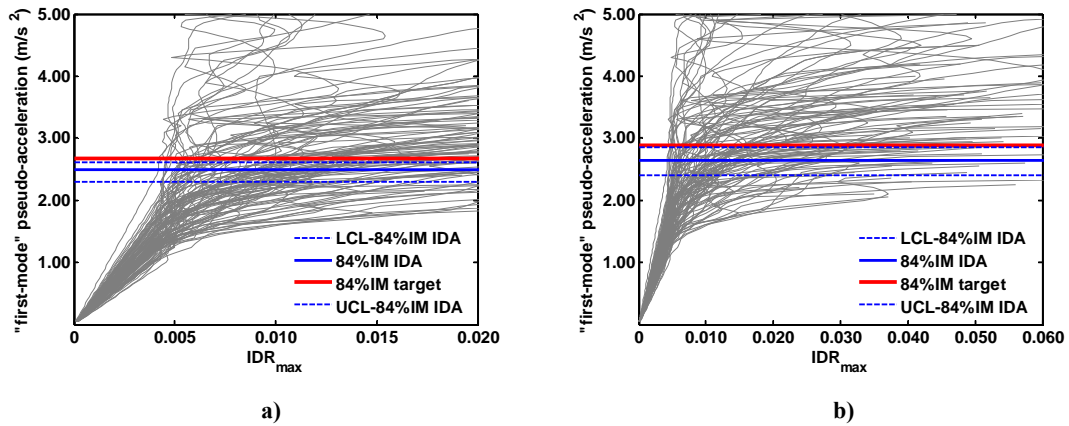 5.00
4.00
3.00
2.00
1.00
"first-mode" pseudo-acceleration (m/s 2)
LCL-84%IM IDA
84%IM IDA
84%IM target
UCL-84%IM IDA
0 0.005 0.010 0.015 0.020
IDRmax
a)
5.00
4.00
3.00
2.00
1.00
"first-mode" pseudo-acceleration (m/s 2)
LCL-84%IM IDA
84%IM IDA
84%IM target
UCL-84%IM IDA
0 0.010 0.020 0.030 0.040 0.050 0.060
IDRmax
b)